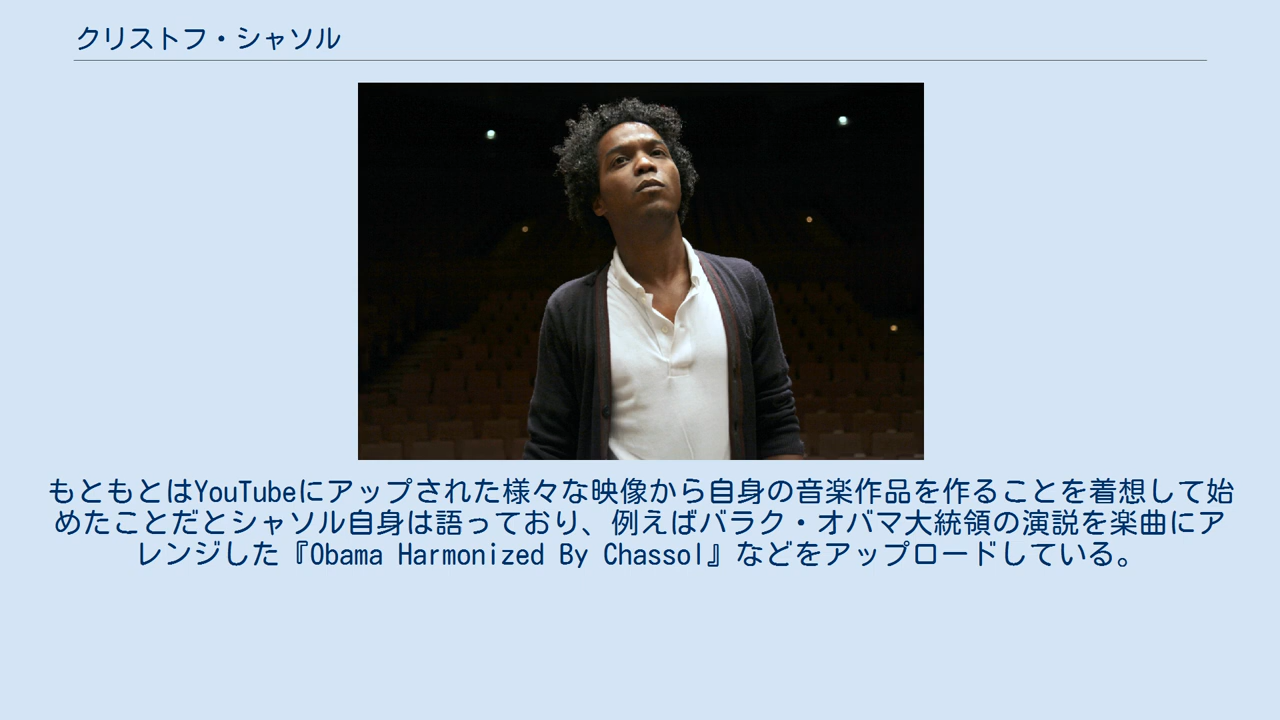 クリストフ・シャソル
もともとはYouTubeにアップされた様々な映像から自身の音楽作品を作ることを着想して始
めたことだとシャソル自身は語っており、例えばバラク・オバマ大統領の演説を楽曲にア
レンジした『Obama Harmonized By Chassol』などをアップロードしている。